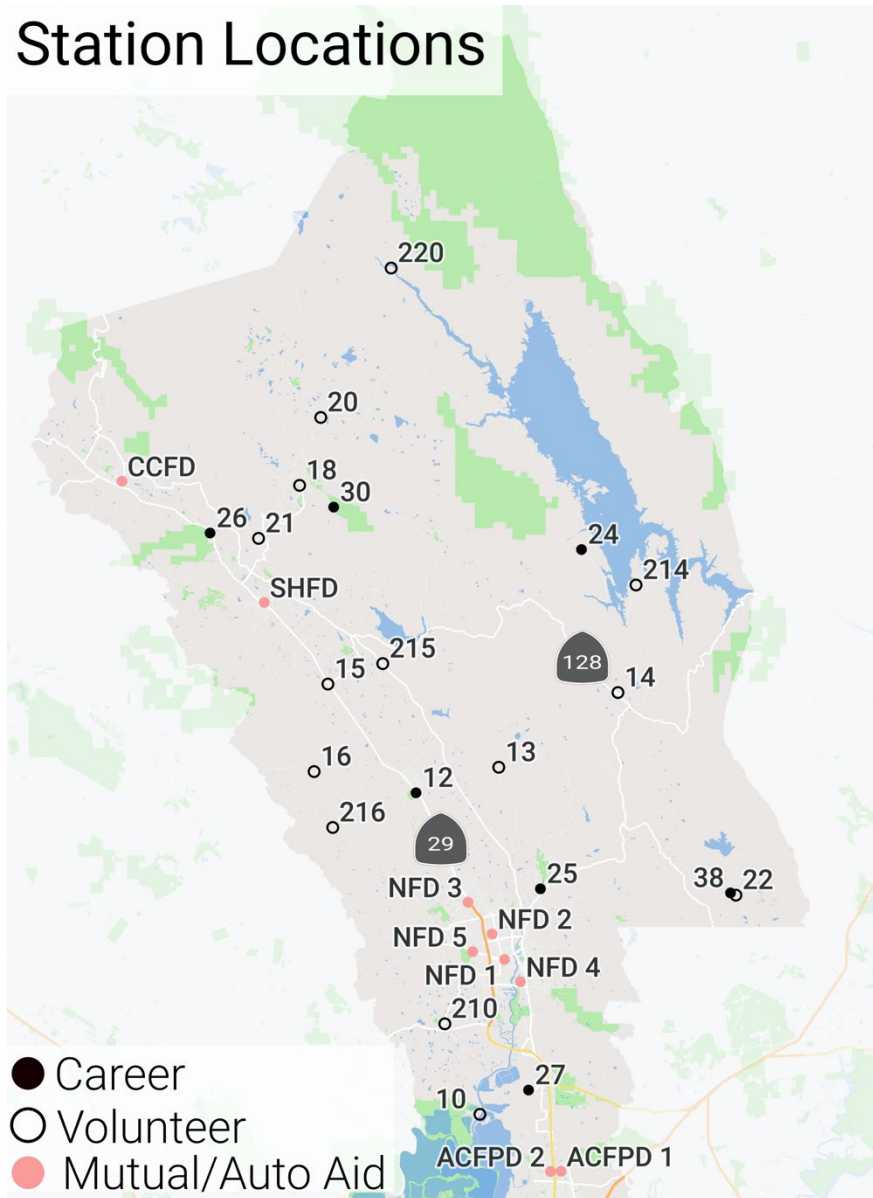 Station Locations
220
20
CCFD
18
30
26
21
24
214
SHFD
215
128
15
14
13
16
12
216
29
25
38
22
NFD 3
NFD 2
NFD 5
NFD 1
NFD 4
210
27
10
ACFPD 2
ACFPD 1
Career
Volunteer
Mutual/Auto Aid